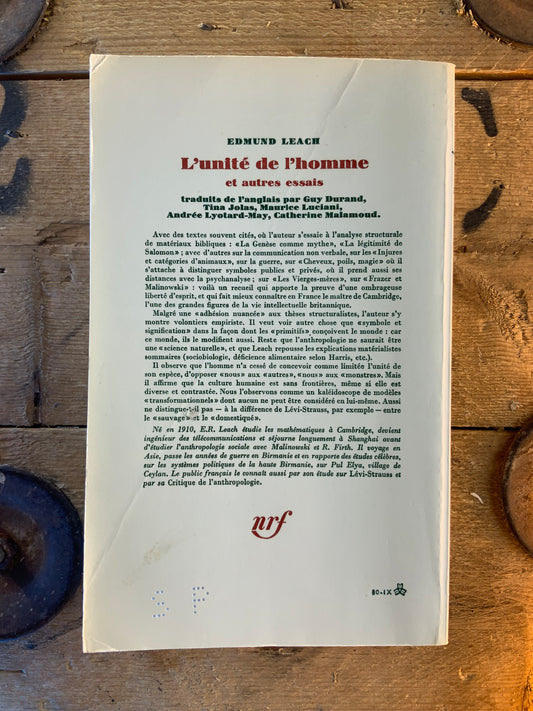 EDMUND LEACH
L'unité de l'homme
et autres essais
traduits de l'anglais par Guy Durand,
Tina Jolas, Maurice Luciani,
Andrée Lyotard-May, Catherine Malamoud.
Avec des textes souvent cités, où l'auteur s'essaie à l'analyse structurale
de matériaux bibliques : «La Genèse comme mythe», «La légitimité de
Salomon» ; avec d'autres sur la communication non verbale, sur les «Injures
et catégories d'animaux», sur la guerre, sur «Cheveux, poils, magie» où il
s'attache à distinguer symboles publics et privés, où il prend aussi ses
distances avec la psychanalyse ; sur «Les Vierges-mères», sur «Frazer et
Malinowski» : voilà un recueil qui apporte la preuve d'une ombrageuse
liberté d'esprit, et qui fait mieux connaître en France le maître de Cambridge,
l'une des grandes figures de la vie intellectuelle britannique.
Malgré une «adhésion nuancée» aux thèses structuralistes, l'auteur s'y
montre volontiers empiriste. Il veut voir autre chose que «symbole et
signification» dans la façon dont les «primitifs» conçoivent le monde : car
ce monde, ils le modifient aussi. Reste que l'anthropologie ne saurait être
une «science naturelle», et que Leach repousse les explications matérialistes
sommaires (sociobiologie, déficience alimentaire selon Harris, etc.).
Il observe que l'homme n'a cessé de concevoir comme limitée l'unité de
son espèce, d'opposer «nous» aux «autres», «nous» aux «monstres». Mais
il affirme que la culture humaine est sans frontières, même si elle est
diverse et contrastée. Nous l'observons comme un kaléidoscope de modèles
«transformationnels» dont aucun ne peut être considéré en lui-même. Aussi
ne distingue-t-il pas — à la différence de Lévi-Strauss, par exemple — entre
le «sauvage» et le «domestiqué».
Né en 1910, E.R. Leach étudie les mathématiques à Cambridge, devient
ingénieur des télécommunications et séjourne longuement à Shanghai avant
d'étudier l'anthropologie sociale avec Malinowski et R. Firth. Il voyage en
Asie, passe les années de guerre en Birmanie et en rapporte des études célèbres,
sur les systèmes politiques de la haute Birmanie, sur Pul Elya, village de
Ceylan. Le public français le connaît aussi par son étude sur Lévi-Strauss et
par sa Critique de l'anthropologie.
nrf
80-IX
S P